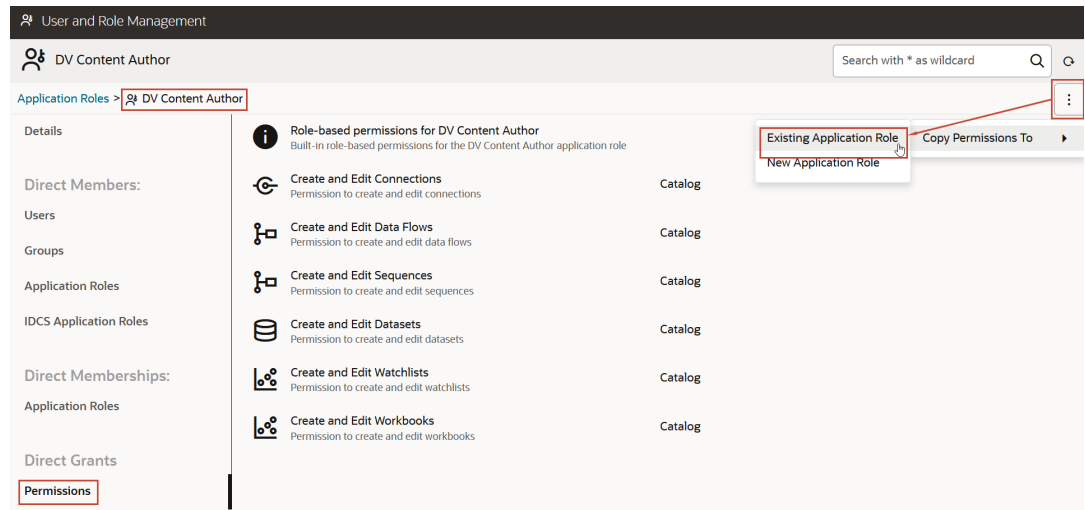 User and Role Management
DV Content Author
Search with * as wildcard
Application Roles > DV Content Author
Details
Direct Members:
Users
Groups
Application Roles
IDCS Application Roles
Direct Memberships:
Application Roles
Direct Grants
Permissions
Role-based permissions for DV Content Author
Built-in role-based permissions for the DV Content Author application role
Create and Edit Connections
Permission to create and edit connections
Catalog
Create and Edit Data Flows
Permission to create and edit data flows
Catalog
Create and Edit Sequences
Permission to create and edit sequences
Catalog
Create and Edit Datasets
Permission to create and edit datasets
Catalog
Create and Edit Watchlists
Permission to create and edit watchlists
Catalog
Create and Edit Workbooks
Permission to create and edit workbooks
Catalog
Copy Permissions To
Existing Application Role
New Application Role